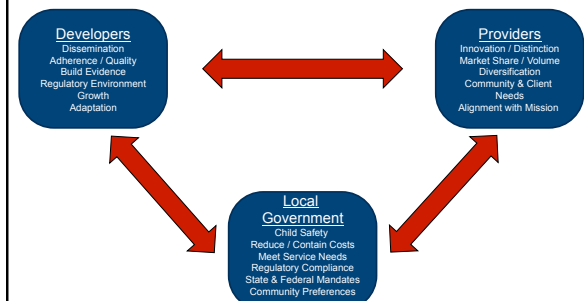 Developers
Dissemination
Adherence / Quality
Build Evidence
Regulatory Environment
Growth
Adaptation
Providers
Innovation / Distinction
Market Share / Volume
Diversification
Community & Client
Needs
Alignment with Mission
Local
Government
Child Safety
Reduce / Contain Costs
Meet Service Needs
Regulatory Compliance
State & Federal Mandates
Community Preferences